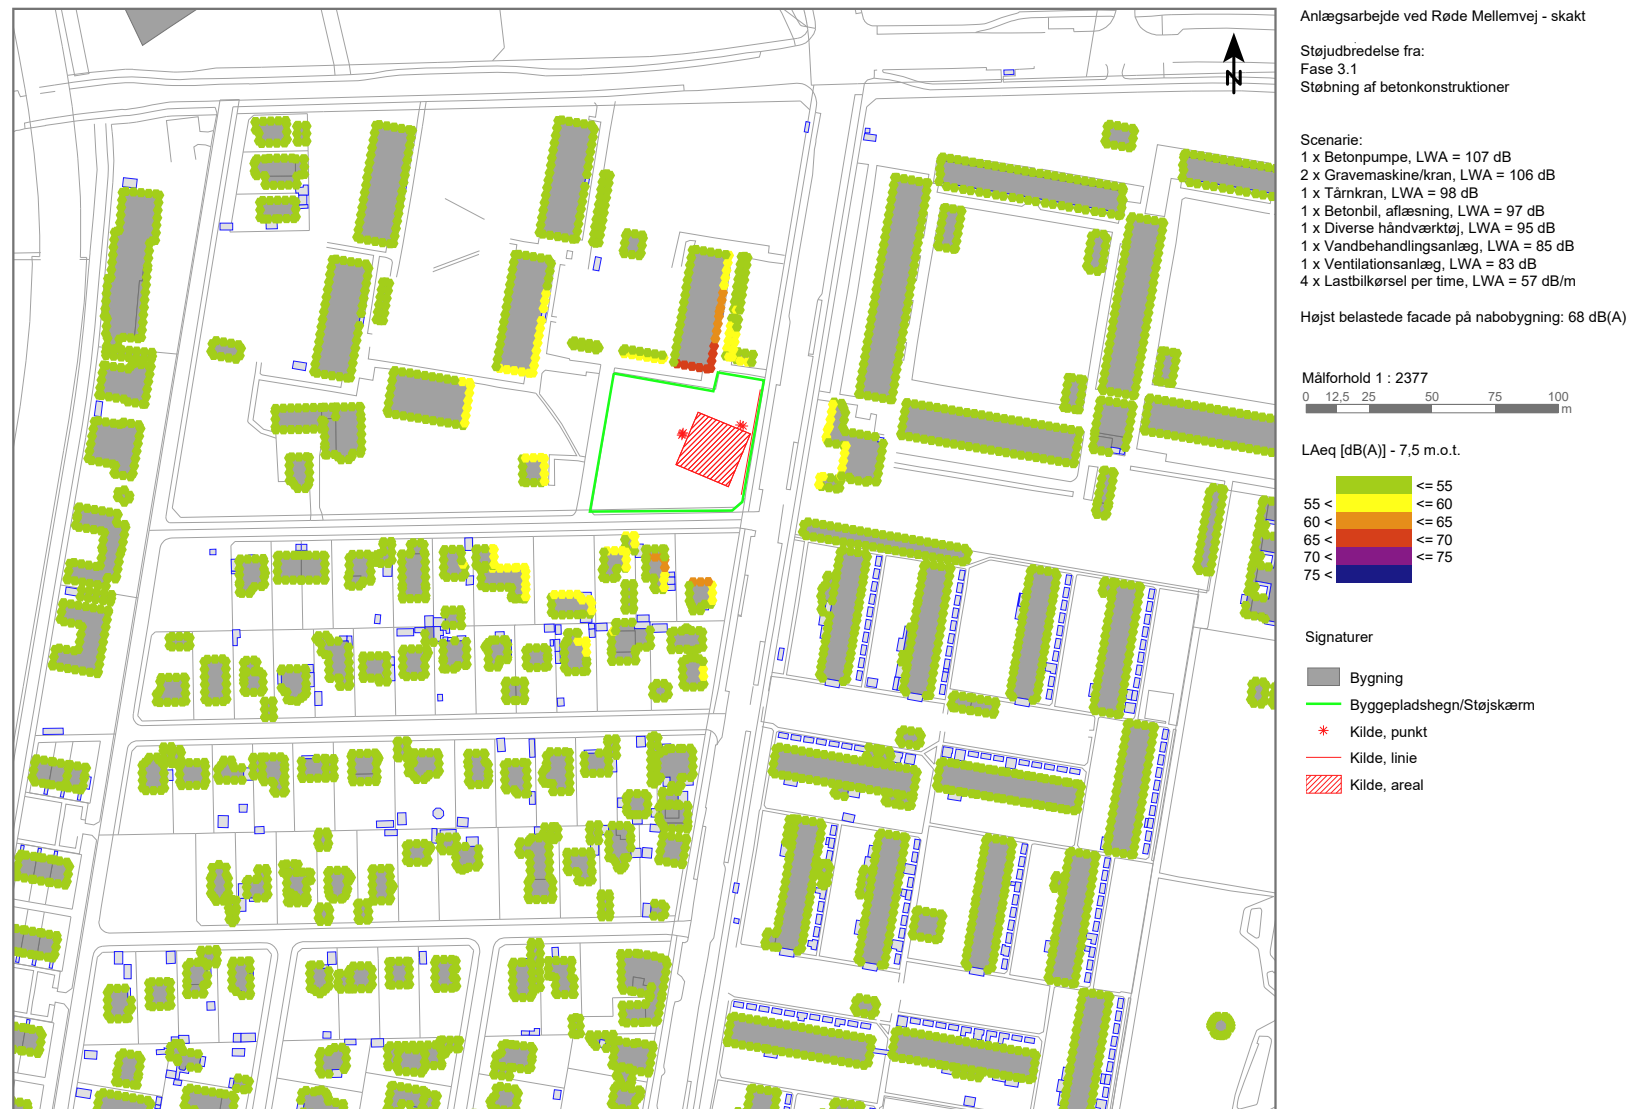 Anlægsarbejde ved Røde Mellemvej - skakt
Støjudbredelse fra:
Fase 3.1
Støbning af betonkonstruktioner
Scenarie:
1 x Betonpumpe, LWA = 107 dB
2 x Gravemaskine/kran, LWA = 106 dB
1 x Tårnkran, LWA = 98 dB
1 x Betonbil, aflæsning, LWA = 97 dB
1 x Diverse håndværktøj, LWA = 95 dB
1 x Vandbehandlingsanlæg, LWA = 85 dB
1 x Ventilationsanlæg, LWA = 83 dB
4 x Lastbilkørsel per time, LWA = 57 dB/m
Højst belastede facade på nabobygning: 68 dB(A)
Målforhold 1 : 2377
0 12,5 25 50 75 100
m
LAeq [dB(A)] - 7,5 m.o.t.
<= 55
55 < <= 60
60 < <= 65
65 < <= 70
70 < <= 75
75 <
Signaturer
Bygning
Byggepladshegn/Støjskærm
Kilde, punkt
Kilde, linie
Kilde, areal
N